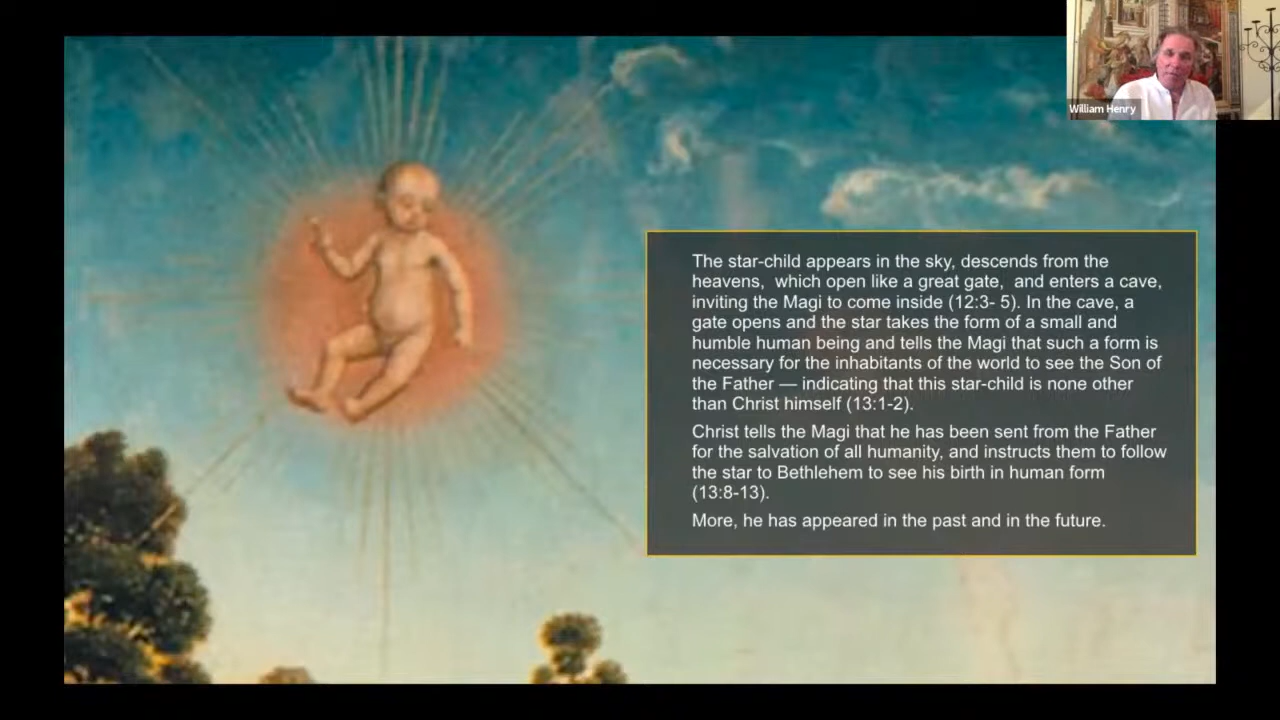 William Henry
The star-child appears in the sky, descends from the
heavens,  which open like a great gate,  and enters a cave,
inviting the Magi to come inside (12:3- 5). In the cave, a
gate opens and the star takes the form of a small and
humble human being and tells the Magi that such a form is
necessary for the inhabitants of the world to see the Son of
the Father — indicating that this star-child is none other
than Christ himself (13:1-2).
Christ tells the Magi that he has been sent from the Father
for the salvation of all humanity, and instructs them to follow
the star to Bethlehem to see his birth in human form
(13:8-13).
More, he has appeared in the past and in the future.